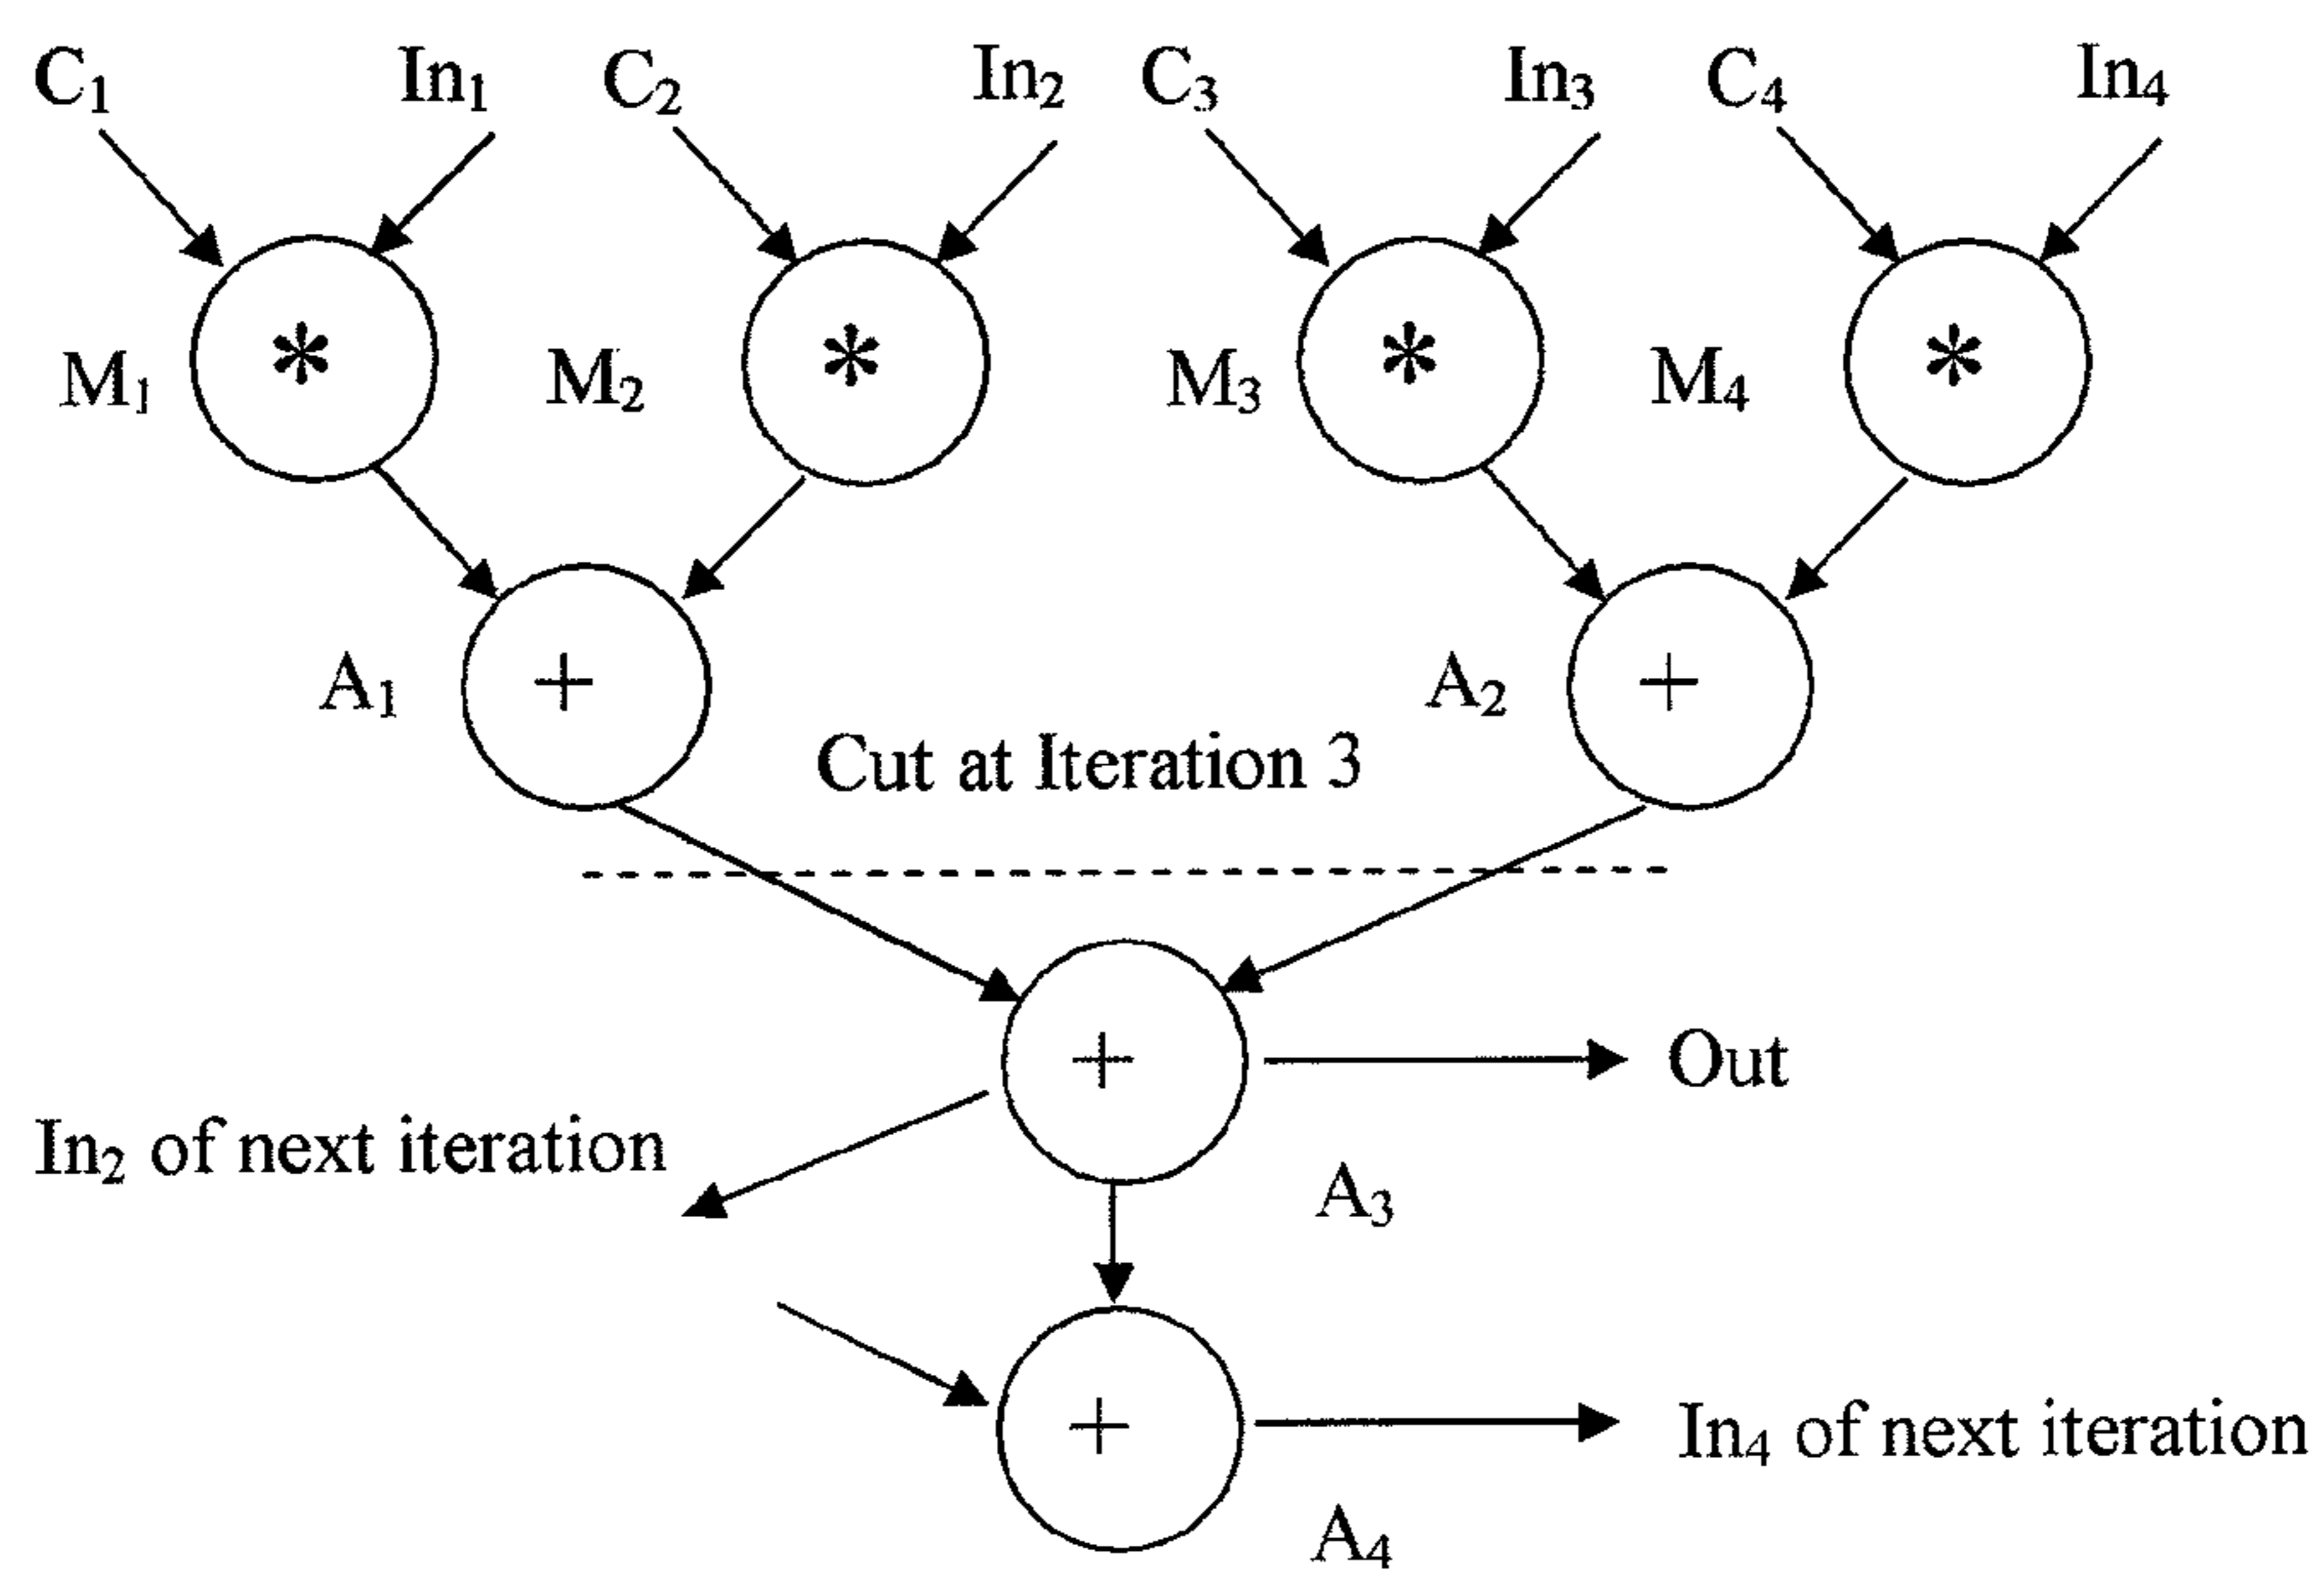 C₁ In₁ C₂ In₂ C₃ In₃ C₄ In₄
M₁ * M₂ * M₃ * M₄ *
A₁ + A₂ +
Cut at Iteration 3
+ Out
In₂ of next iteration
A₃
+ In₄ of next iteration
A₄